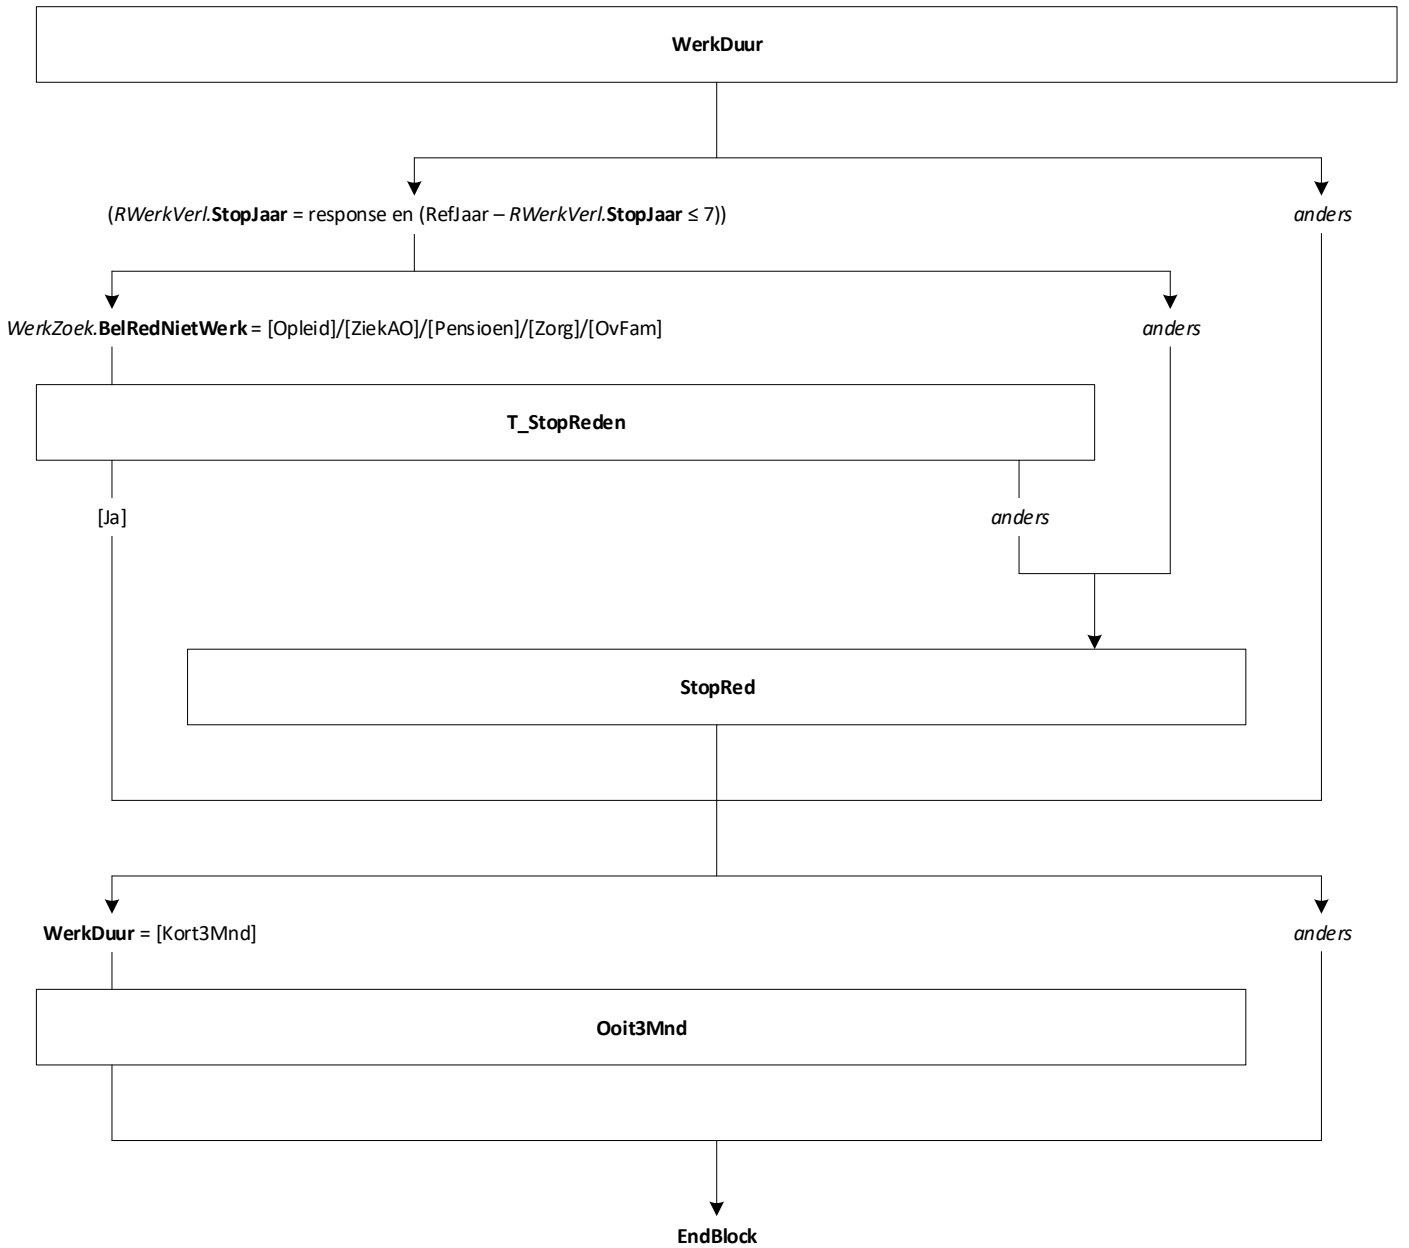 WerkDuur
(RWerkVerl.StopJaar = response en (RefJaar – RWerkVerl.StopJaar ≤ 7))
anders
WerkZoek.BelRedNietWerk = [Opleid]/[ZiekAO]/[Pensioen]/[Zorg]/[OvFam]
anders
T_StopReden
[Ja]
anders
StopRed
WerkDuur = [Kort3Mnd]
anders
Ooit3Mnd
EndBlock